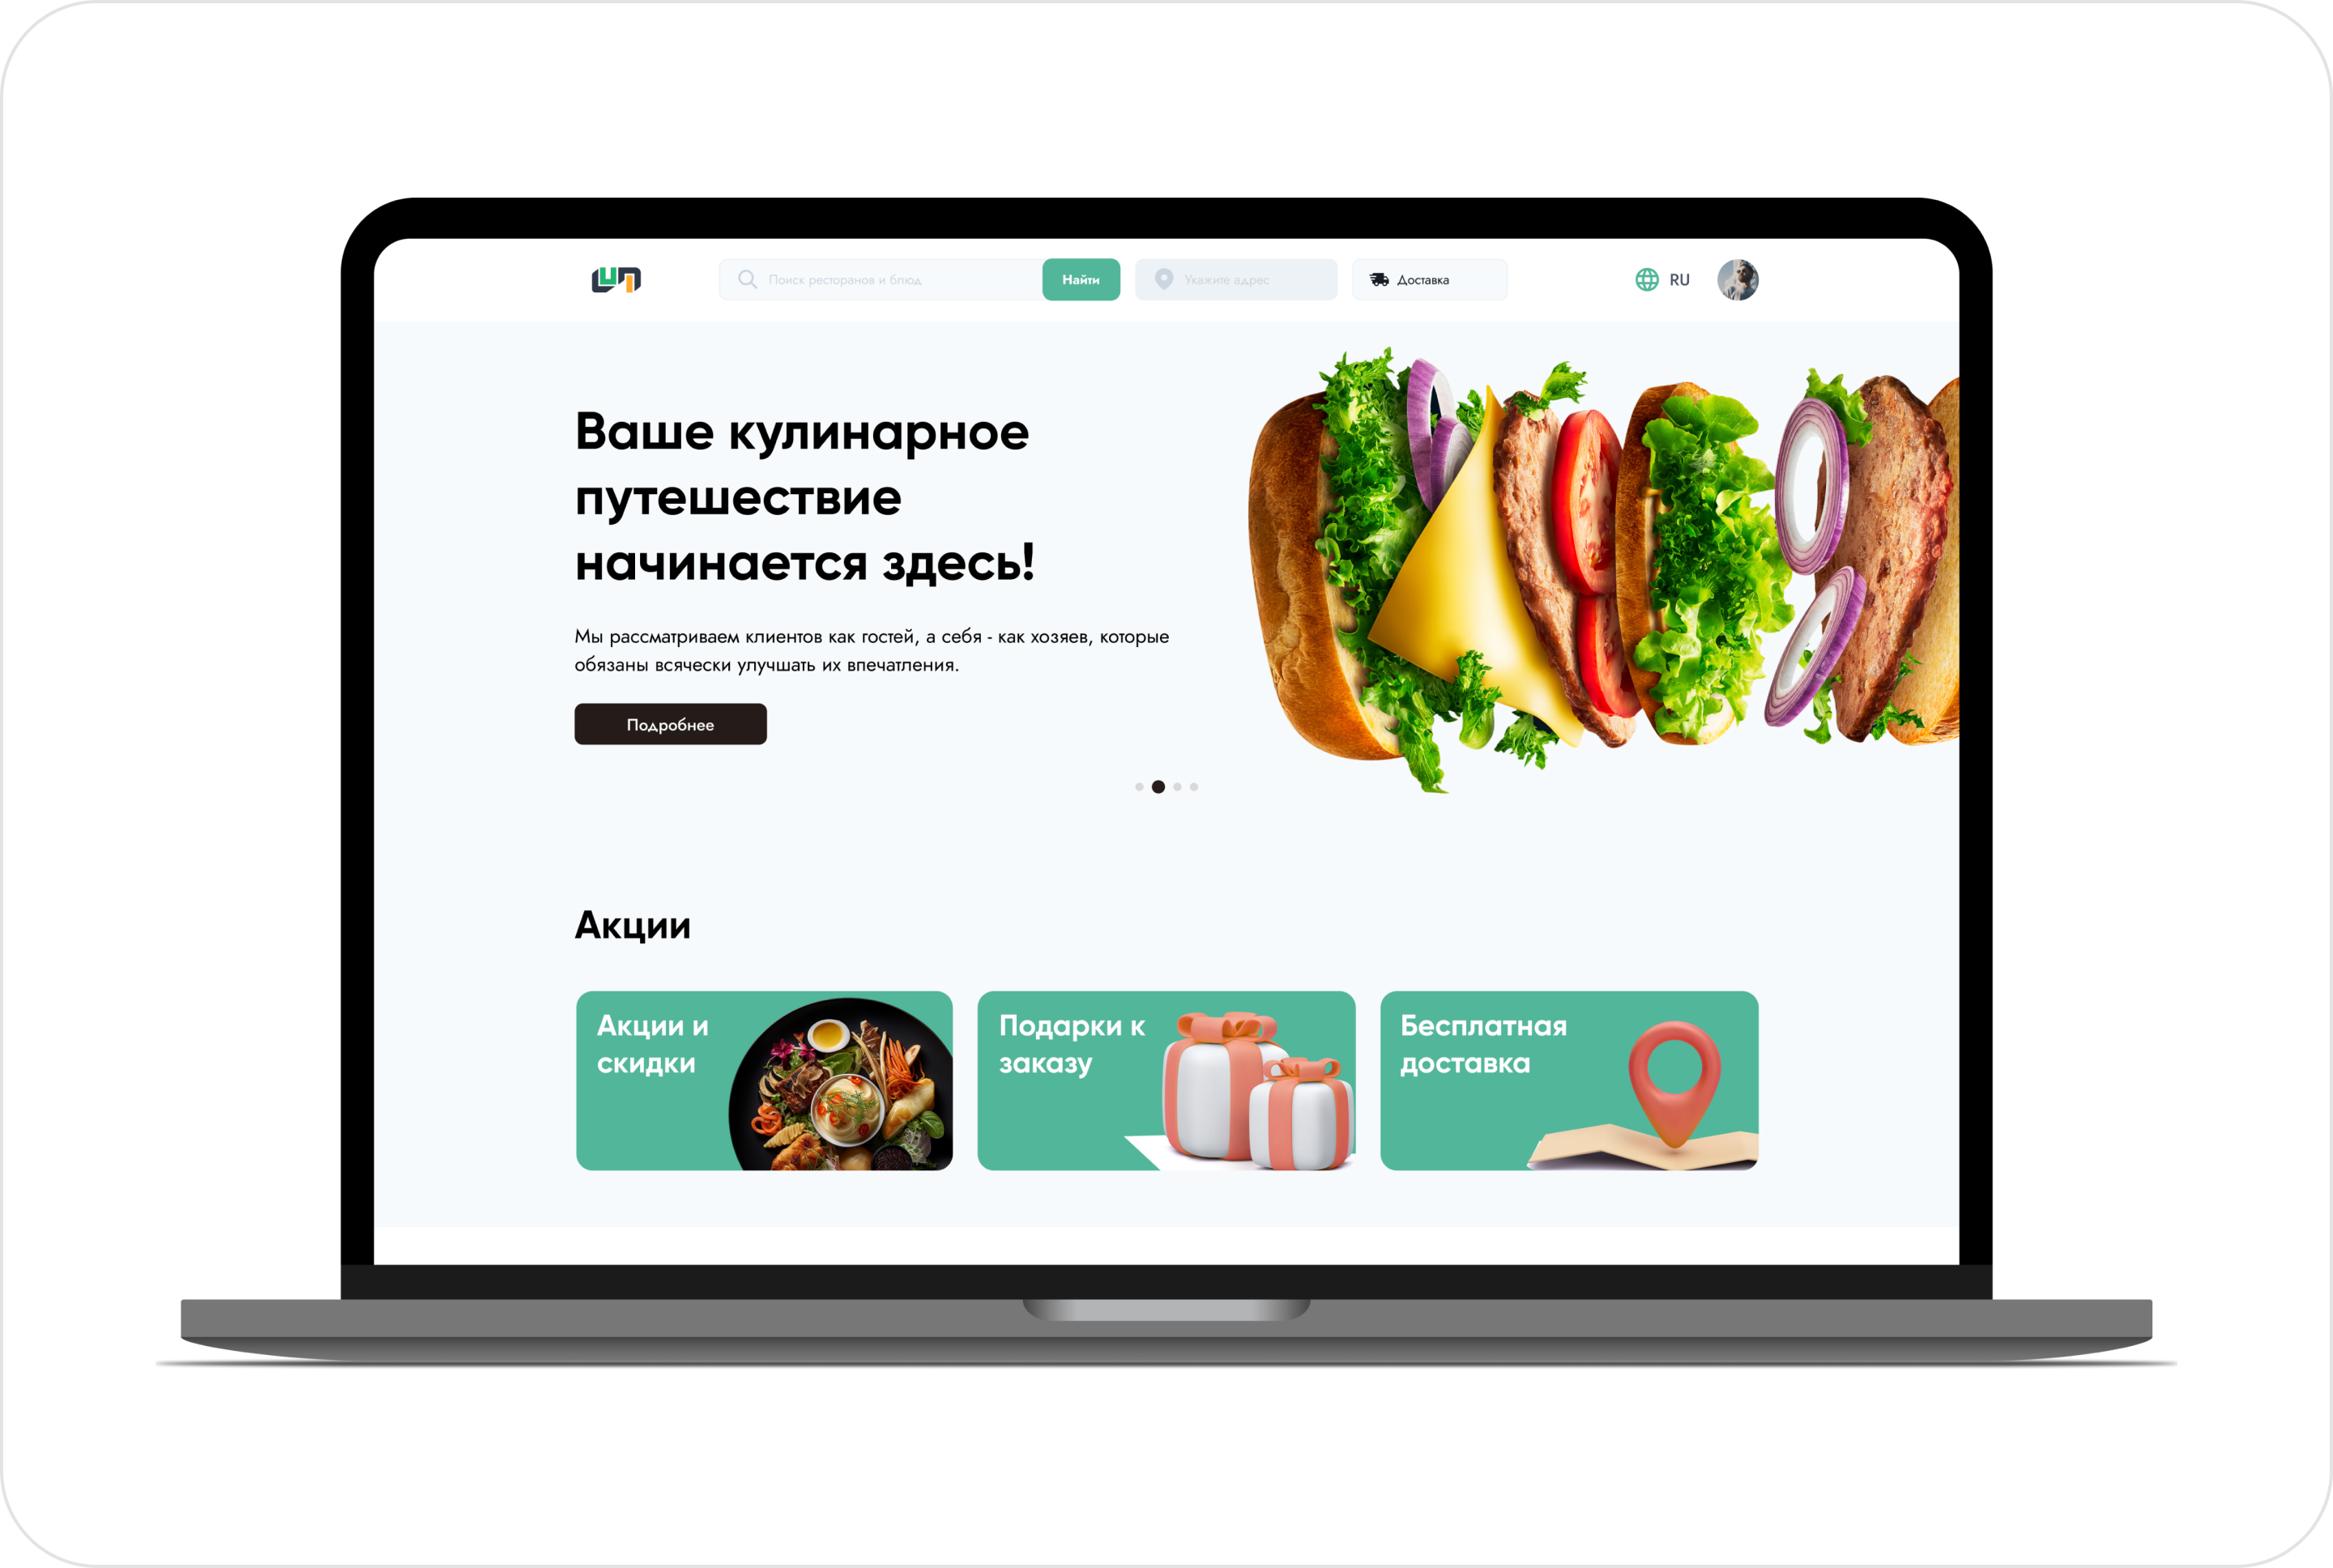 Поиск ресторанов и блюд
Найти
Укажите адрес
Доставка
RU
Ваше кулинарное
путешествие
начинается здесь!
Мы рассматриваем клиентов как гостей, а себя - как хозяев, которые
обязаны всячески улучшать их впечатления.
Подробнее
Акции
Акции и
скидки
Подарки к
заказу
Бесплатная
доставка